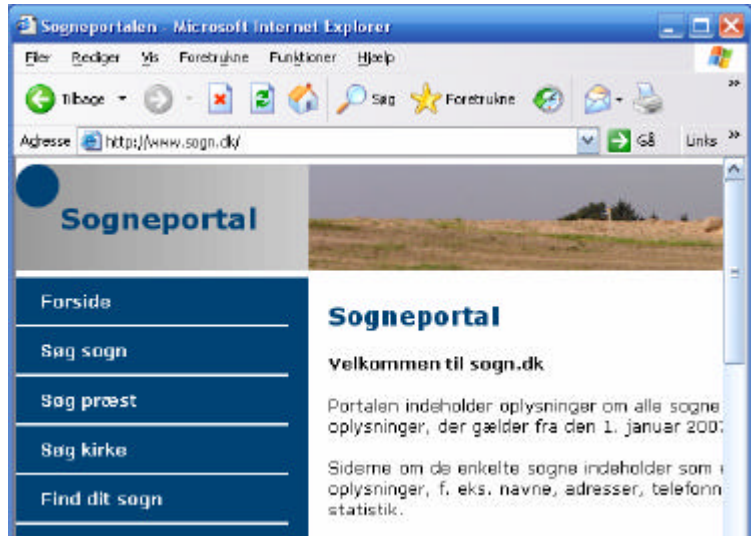 Sogneportalen - Microsoft Internet Explorer
Filer Rediger Vis Foretrukne Funktioner Hjælp
Tilbage Søg Foretrukne »
Adresse http://www.sogn.dk/ Gå Links »
Sogneportal
Forside
Søg sogn
Søg præst
Søg kirke
Find dit sogn
Sogneportal
Velkommen til sogn.dk
Portalen indeholder oplysninger om alle sogne
oplysninger, der gælder fra den 1. januar 2007
Siderne om de enkelte sogne indeholder som
oplysninger, f. eks. navne, adresser, telefonn
statistik.